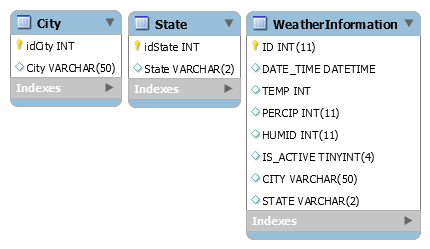 City
idCity INT
City VARCHAR(50)
Indexes
State
idState INT
State VARCHAR(2)
Indexes
WeatherInformation
ID INT(11)
DATE_TIME DATETIME
TEMP INT
PERCIP INT(11)
HUMID INT(11)
IS_ACTIVE TINYINT(4)
CITY VARCHAR(50)
STATE VARCHAR(2)
Indexes